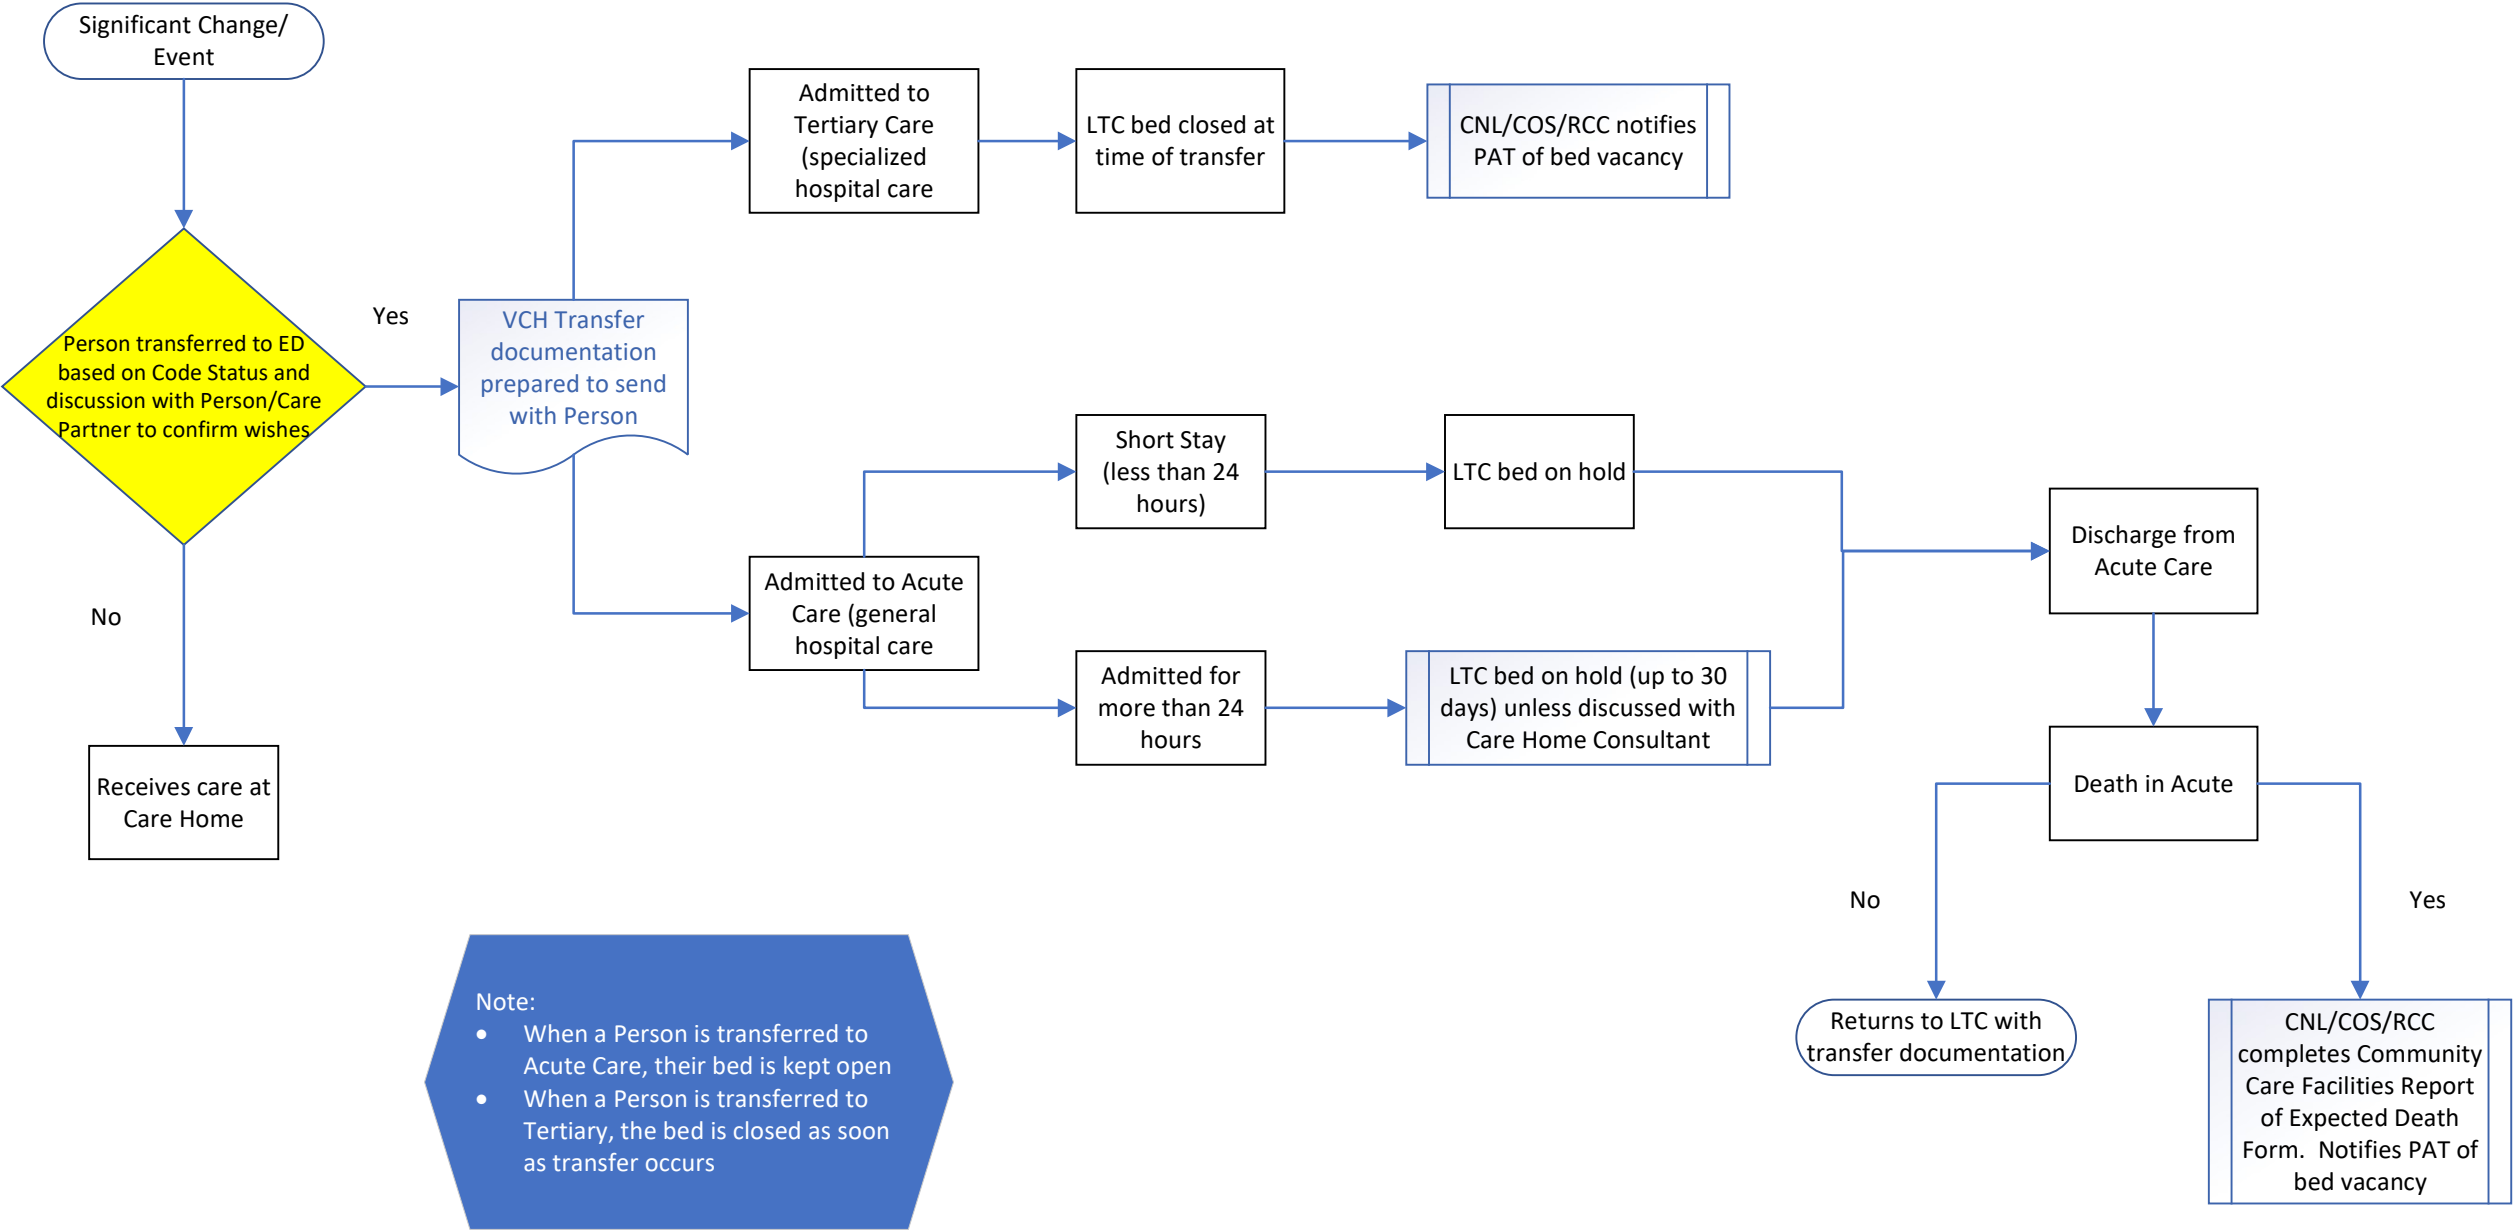 Significant Change/
Event
Admitted to
Tertiary Care
(specialized
hospital care
LTC bed closed at
time of transfer
CNL/COS/RCC notifies
PAT of bed vacancy
Yes
Person transferred to ED
based on Code Status and
discussion with Person/Care
Partner to confirm wishes
VCH Transfer
documentation
prepared to send
with Person
Short Stay
(less than 24
hours)
LTC bed on hold
Discharge from
Acute Care
No
Admitted to Acute
Care (general
hospital care
Admitted for
more than 24
hours
LTC bed on hold (up to 30
days) unless discussed with
Care Home Consultant
Receives care at
Care Home
Death in Acute
No
Yes
Note:
• When a Person is transferred to
Acute Care, their bed is kept open
• When a Person is transferred to
Tertiary, the bed is closed as soon
as transfer occurs
Returns to LTC with
transfer documentation
CNL/COS/RCC
completes Community
Care Facilities Report
of Expected Death
Form.  Notifies PAT of
bed vacancy